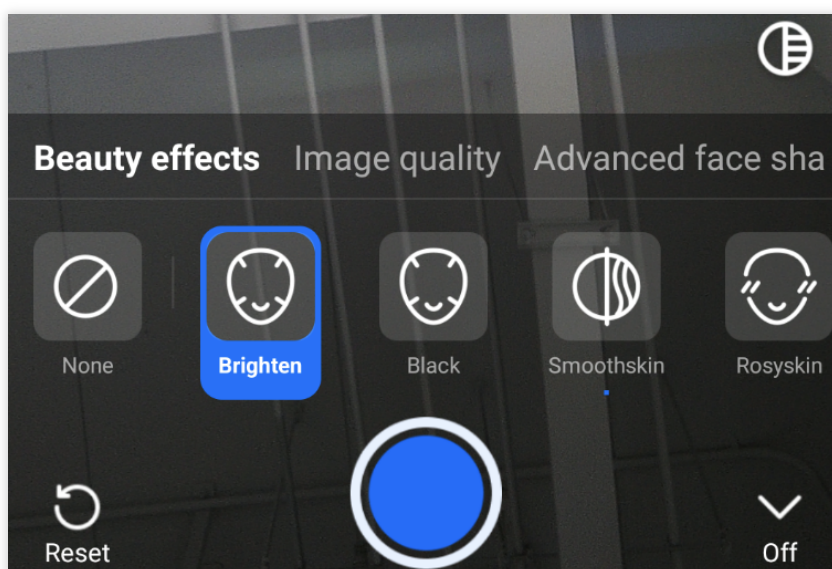 Beauty effects Image quality Advanced face sha
None Brighten Black Smoothskin Rosyskin
Reset Off